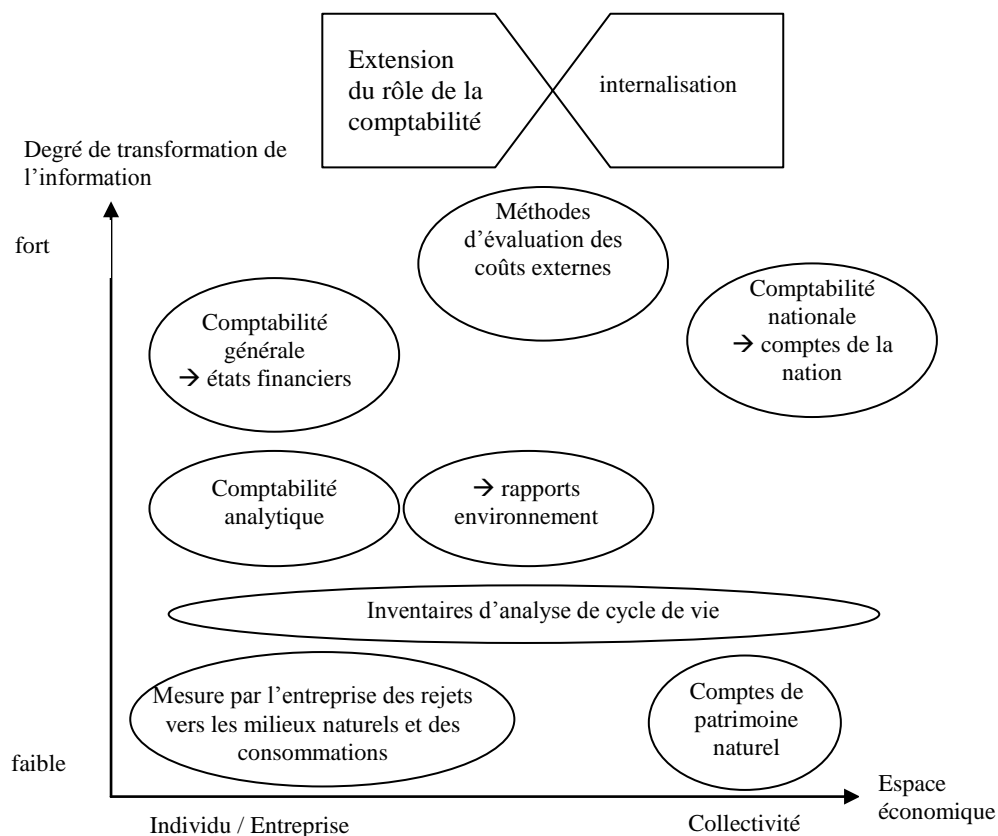 Extension
du rôle de la
comptabilité
internalisation
Degré de transformation de
l’information
fort
Méthodes
d’évaluation des
coûts externes
Comptabilité
générale
→ états financiers
Comptabilité
nationale
→ comptes de la
nation
Comptabilité
analytique
→ rapports
environnement
Inventaires d’analyse de cycle de vie
Mesure par l’entreprise des rejets
vers les milieux naturels et des
consommations
Comptes de
patrimoine
naturel
faible
Individu / Entreprise
Collectivité
Espace
économique